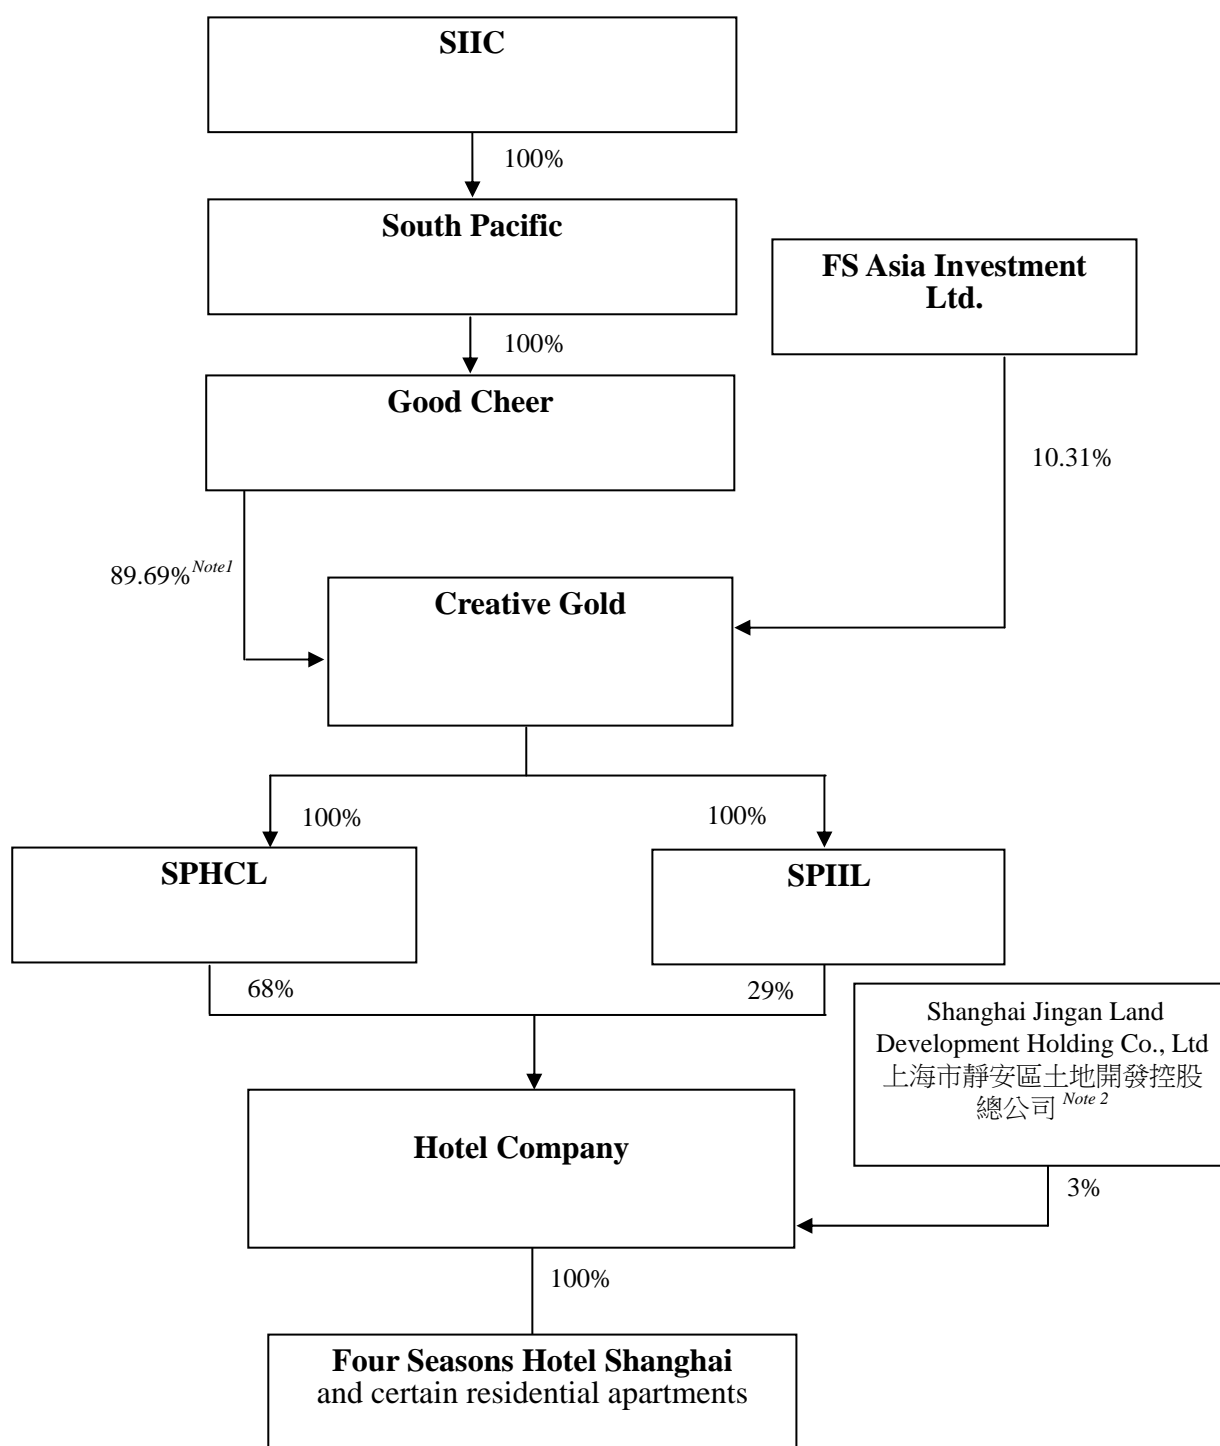 SIIC
100%
South Pacific
FS Asia Investment
Ltd.
100%
Good Cheer
10.31%
89.69% Note1
Creative Gold
100%
100%
SPHCL
SPIIL
68%
29%
Shanghai Jingan Land
Development Holding Co., Ltd
上海市靜安區土地開發控股
總公司 Note 2
Hotel Company
3%
100%
Four Seasons Hotel Shanghai
and certain residential apartments